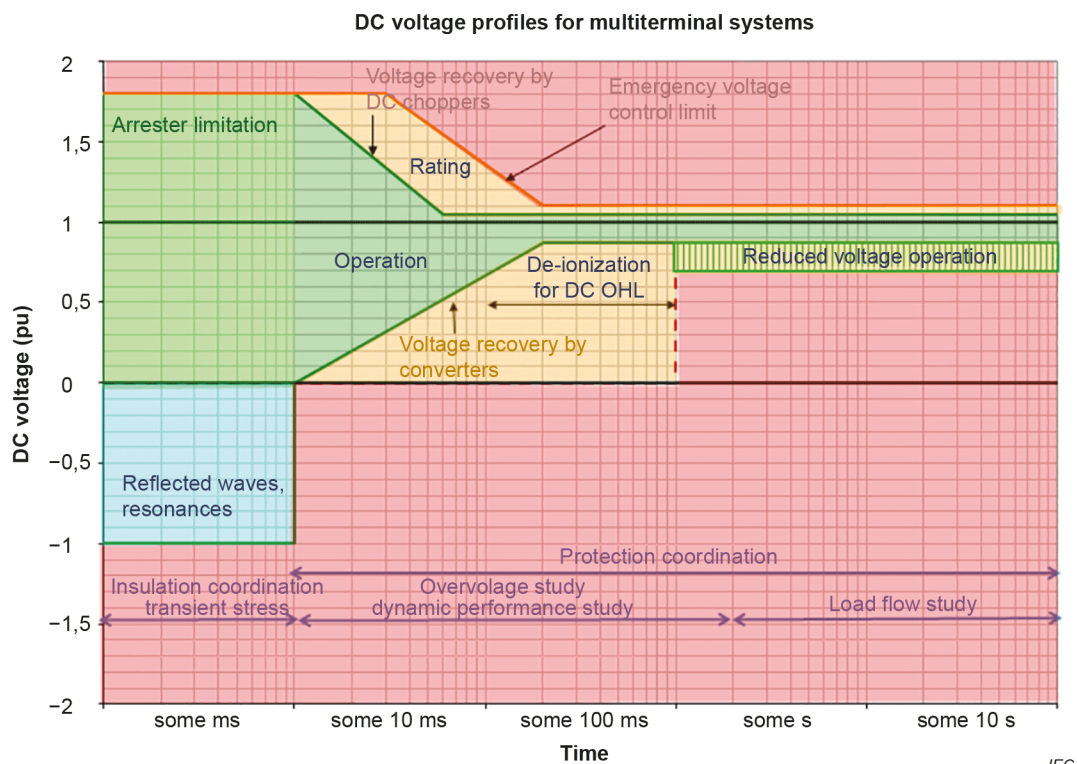 DC voltage profiles for multiterminal systems
2
1,5
1
0,5
0
−0,5
−1
−1,5
−2
DC voltage (pu)
Voltage recovery by
DC choppers
Emergency voltage
control limit
Arrester limitation
Rating
Operation
De-ionization
for DC OHL
Reduced voltage operation
Voltage recovery by
converters
Reflected waves,
resonances
Protection coordination
Insulation coordination
transient stress
Overvolage study
dynamic performance study
Load flow study
some ms
some 10 ms
some 100 ms
some s
some 10 s
Time